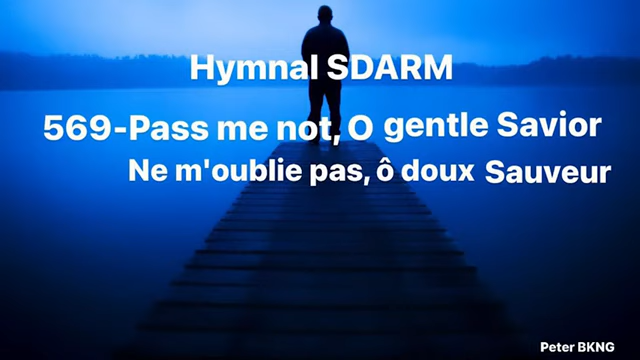 Hymnal SDARM
569-Pass me not, O gentle Savior
Ne m'oublie pas, ô doux Sauveur
Peter BKNG